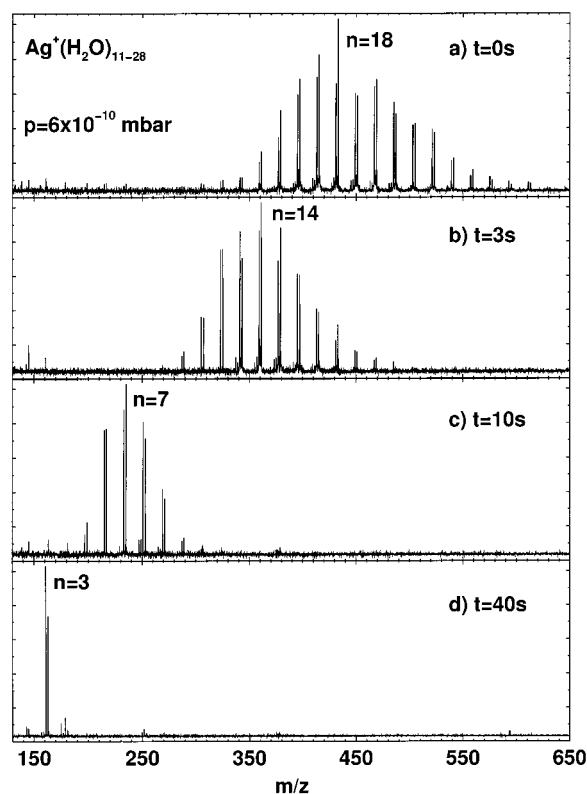 Ag⁺(H₂O)₁₁₋₂₈
n=18
a) t=0s
p=6x10⁻¹⁰ mbar
n=14
b) t=3s
n=7
c) t=10s
n=3
d) t=40s
150 250 350 450 550 650
m/z